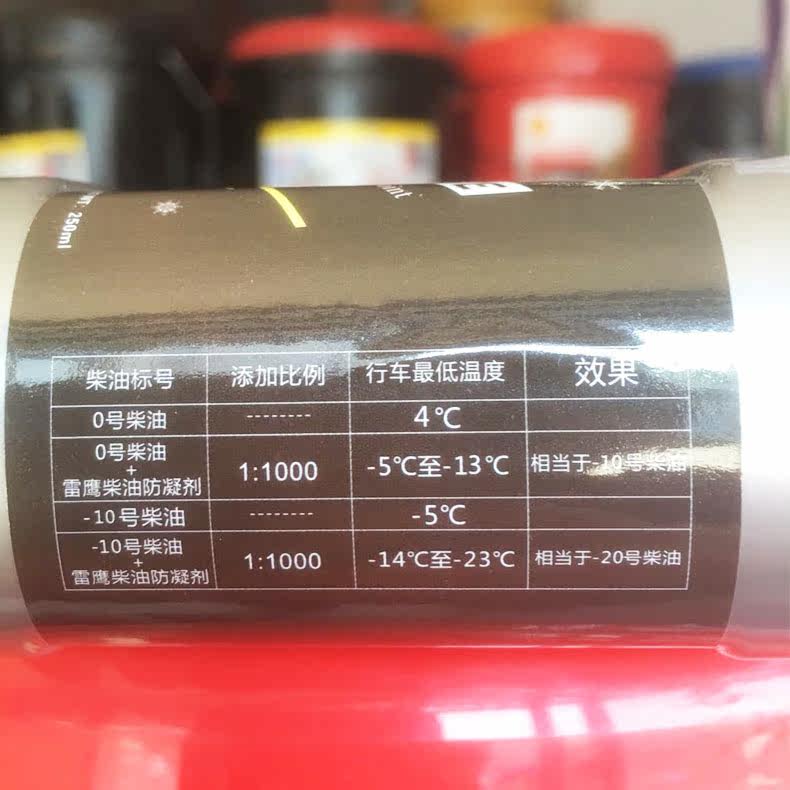 250ml
柴油标号 添加比例 行车最低温度 效果
0号柴油 -------- 4℃
0号柴油
+
雷鹰柴油防凝剂 1:1000 -5℃至-13℃ 相当于-10号柴油
-10号柴油 -------- -5℃
-10号柴油
+
雷鹰柴油防凝剂 1:1000 -14℃至-23℃ 相当于-20号柴油